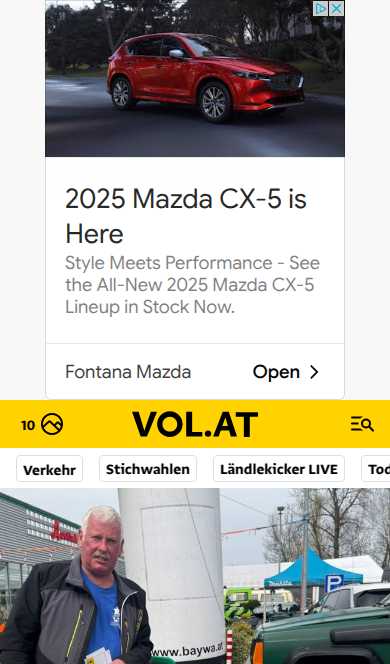 2025 Mazda CX-5 is
Here
Style Meets Performance - See
the All-New 2025 Mazda CX-5
Lineup in Stock Now.
Fontana Mazda
Open
10
VOL.AT
Verkehr
Stichwahlen
Ländlekicker LIVE
Tod
www.baywa.at
P